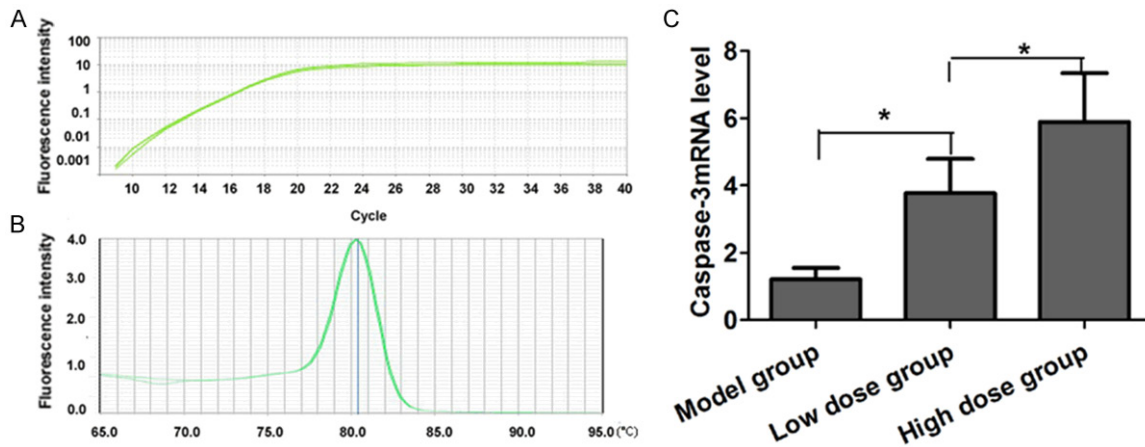 A
Fluorescence intensity
100
10
1
0.1
0.01
0.001
10 12 14 16 18 20 22 24 26 28 30 32 34 36 38 40
Cycle
B
Fluorescence intensity
4.0
3.0
2.0
1.0
0.0
65.0 70.0 75.0 80.0 85.0 90.0 95.0 (°C)
C
Caspase-3mRNA level
8
6
4
2
0
*
*
Model group
Low dose group
High dose group